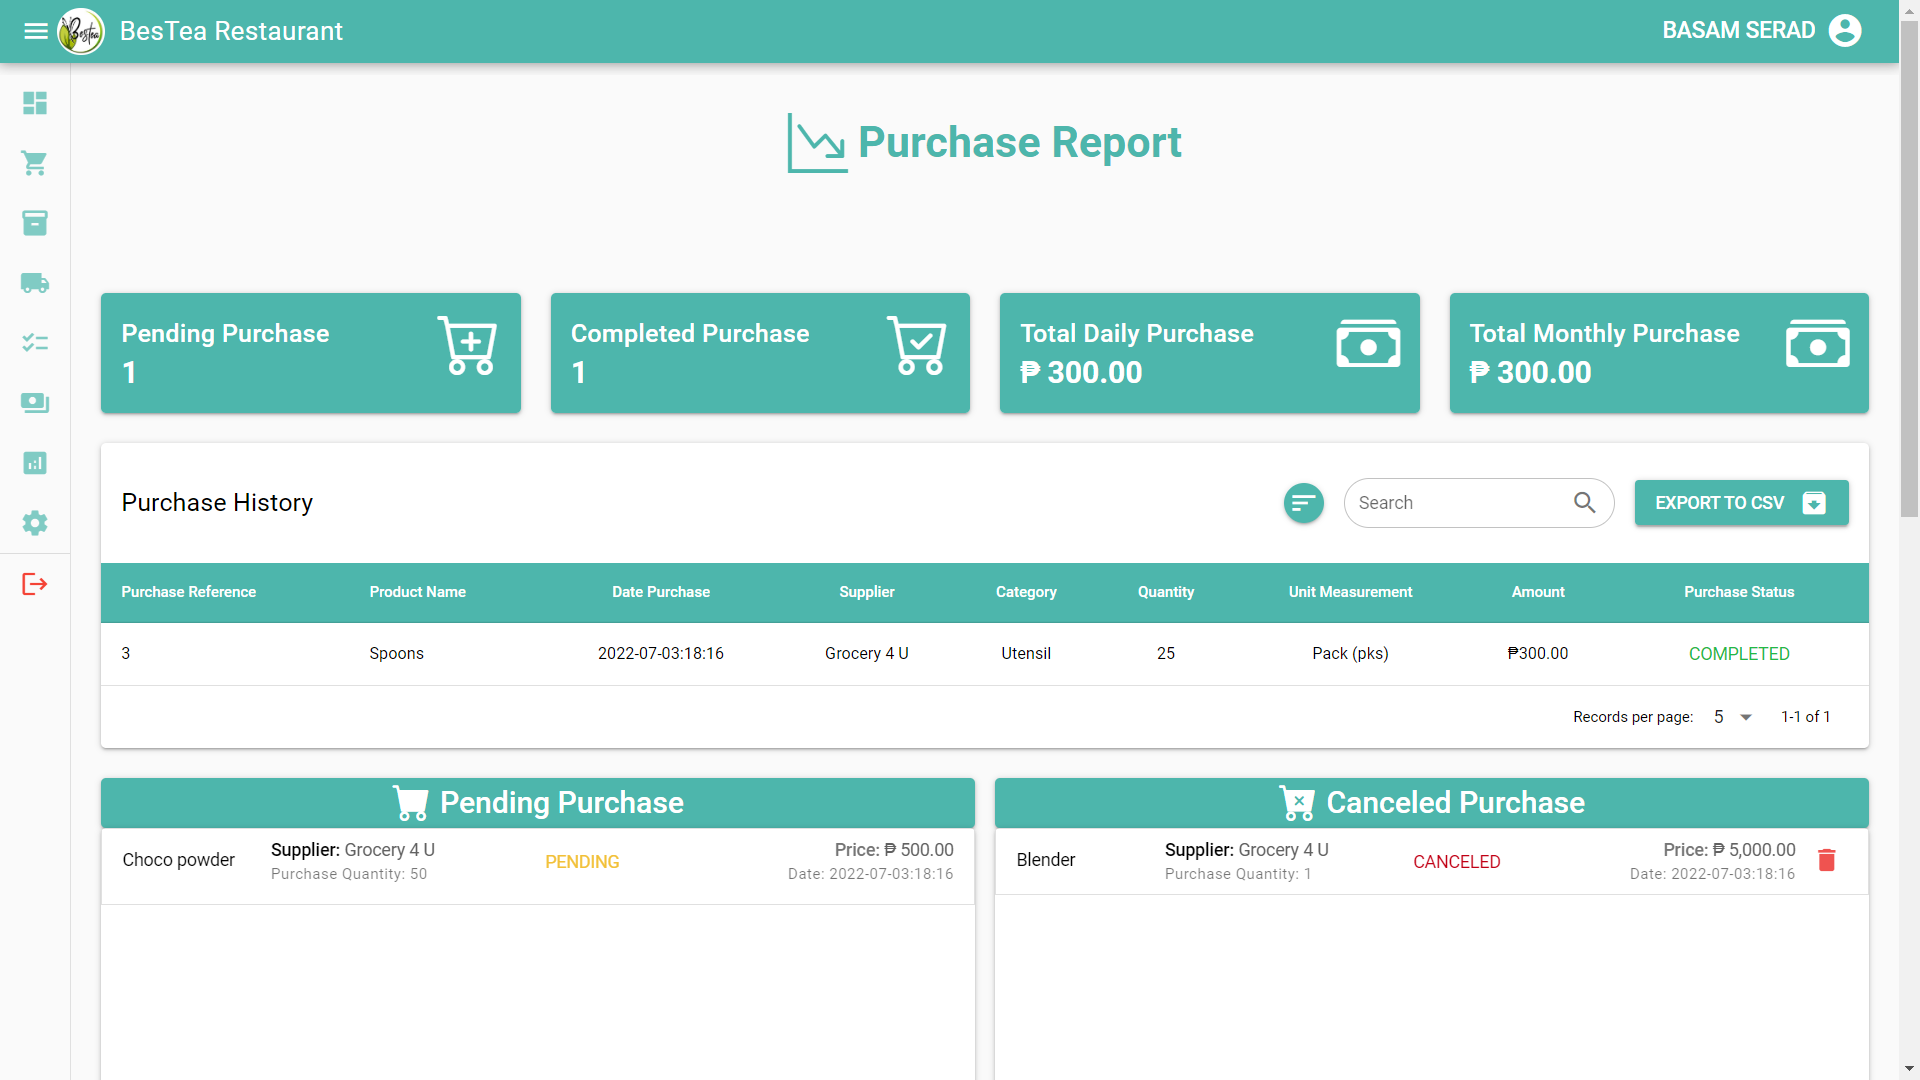 Bestea
BesTea Restaurant
BASAM SERAD
Purchase Report
Pending Purchase
1
Completed Purchase
1
Total Daily Purchase
₱ 300.00
Total Monthly Purchase
₱ 300.00
Purchase History
Search
EXPORT TO CSV
Purchase Reference Product Name Date Purchase Supplier Category Quantity Unit Measurement Amount Purchase Status
3 Spoons 2022-07-03:18:16 Grocery 4 U Utensil 25 Pack (pks) ₱300.00 COMPLETED
Records per page: 5 1-1 of 1
Pending Purchase
Choco powder
Supplier: Grocery 4 U
Purchase Quantity: 50
PENDING
Price: ₱ 500.00
Date: 2022-07-03:18:16
Canceled Purchase
Blender
Supplier: Grocery 4 U
Purchase Quantity: 1
CANCELED
Price: ₱ 5,000.00
Date: 2022-07-03:18:16